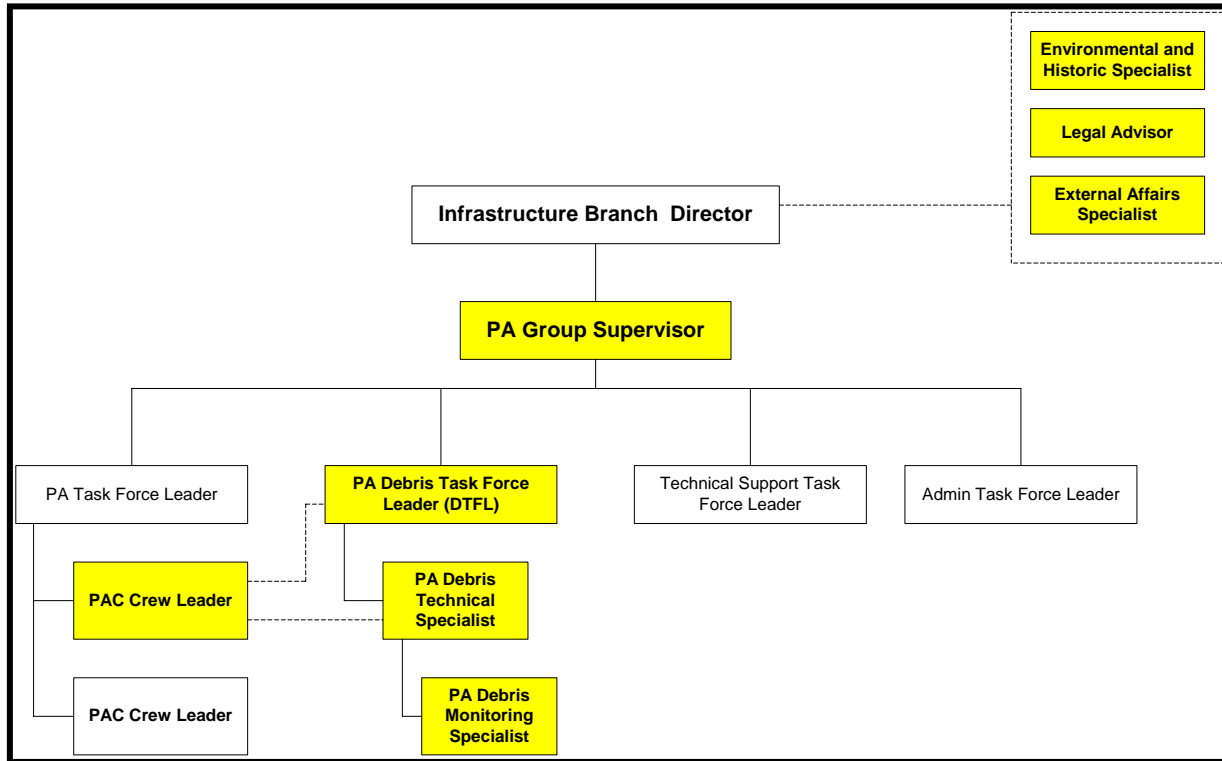 Environmental and
Historic Specialist
Legal Advisor
External Affairs
Specialist
Infrastructure Branch Director
PA Group Supervisor
PA Task Force Leader
PA Debris Task Force
Leader (DTFL)
Technical Support Task
Force Leader
Admin Task Force Leader
PAC Crew Leader
PA Debris
Technical
Specialist
PAC Crew Leader
PA Debris
Monitoring
Specialist